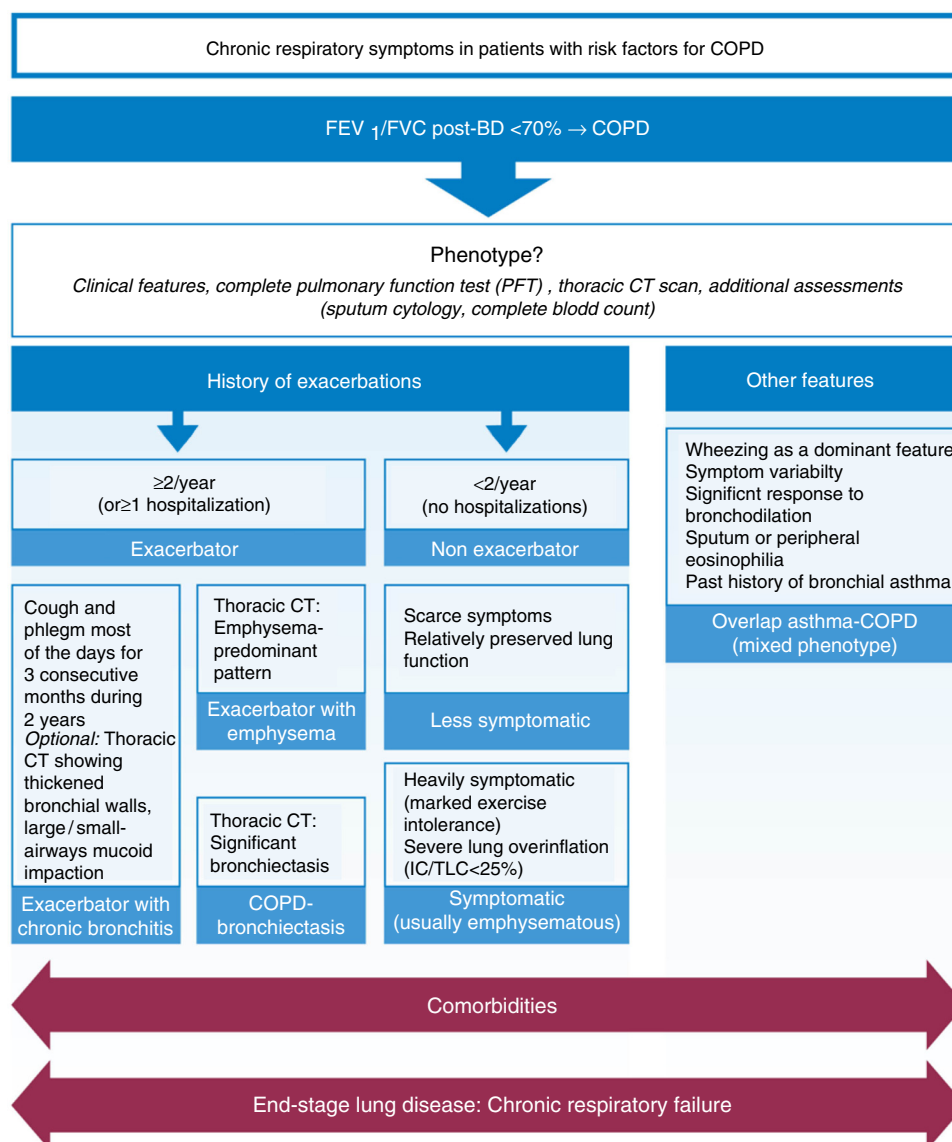 Chronic respiratory symptoms in patients with risk factors for COPD
FEV 1/FVC post-BD <70% → COPD
Phenotype?
Clinical features, complete pulmonary function test (PFT) , thoracic CT scan, additional assessments
(sputum cytology, complete blodd count)
History of exacerbations
≥2/year
(or≥1 hospitalization)
Exacerbator
Cough and
phlegm most
of the days for
3 consecutive
months during
2 years
Optional: Thoracic
CT showing
thickened
bronchial walls,
large/small-
airways mucoid
impaction
Exacerbator with
chronic bronchitis
Thoracic CT:
Emphysema-
predominant
pattern
Exacerbator with
emphysema
Thoracic CT:
Significant
bronchiectasis
COPD-
bronchiectasis
<2/year
(no hospitalizations)
Non exacerbator
Scarce symptoms
Relatively preserved lung
function
Less symptomatic
Heavily symptomatic
(marked exercise
intolerance)
Severe lung overinflation
(IC/TLC<25%)
Symptomatic
(usually emphysematous)
Other features
Wheezing as a dominant feature
Symptom variabilty
Significnt response to
bronchodilation
Sputum or peripheral
eosinophilia
Past history of bronchial asthma
Overlap asthma-COPD
(mixed phenotype)
Comorbidities
End-stage lung disease: Chronic respiratory failure